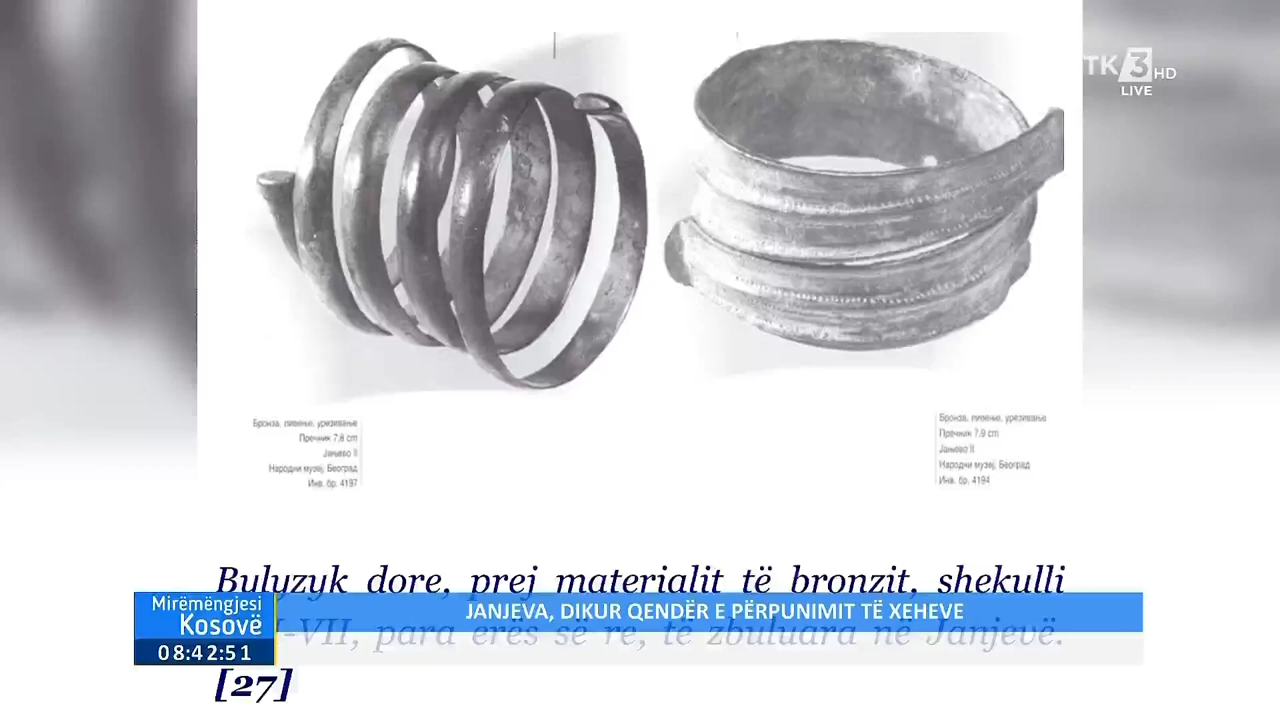 TK 3 HD
LIVE
Бронза, ливење, урезивање
Пречник 7,8 cm
Јањево II
Народни музеј, Београд
Инв. бр. 4197
Бронза, ливење, урезивање
Пречник 7,9 cm
Јањево II
Народни музеј, Београд
Инв. бр. 4194
Bylyzyk dore, prej materialit të bronzit, shekulli
-VII, para erës së re, të zbuluara në Janjevë.
[27]
Mirëmëngjesi
Kosovë
08:42:51
JANJEVA, DIKUR QENDËR E PËRPUNIMIT TË XEHEVE